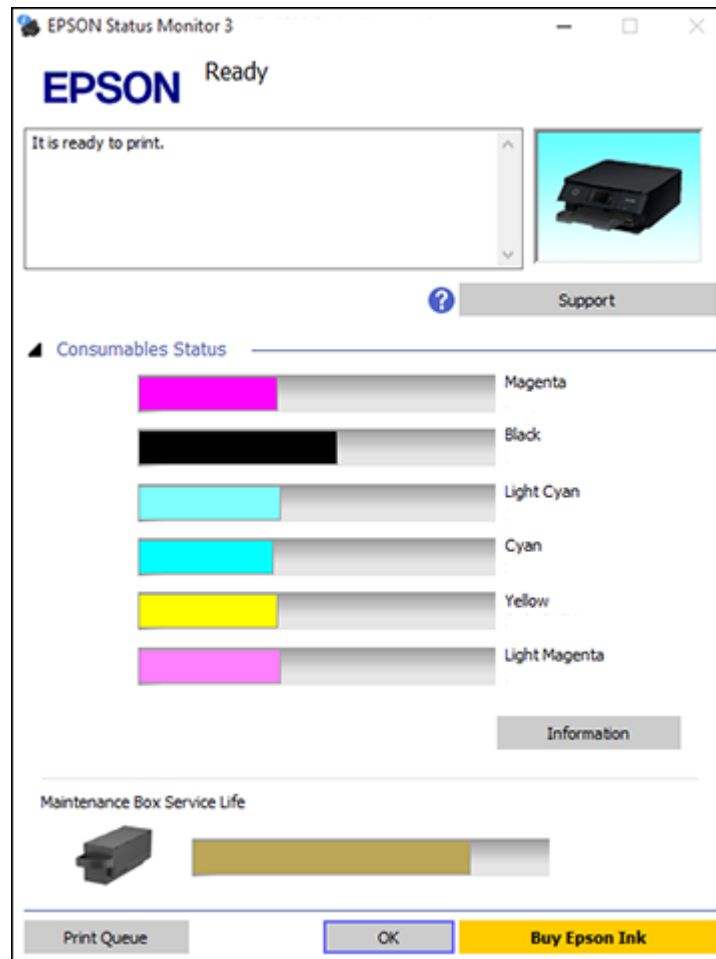 EPSON Status Monitor 3
EPSON
Ready
It is ready to print.
?
Support
Consumables Status
Magenta
Black
Light Cyan
Cyan
Yellow
Light Magenta
Information
Maintenance Box Service Life
Print Queue
OK
Buy Epson Ink